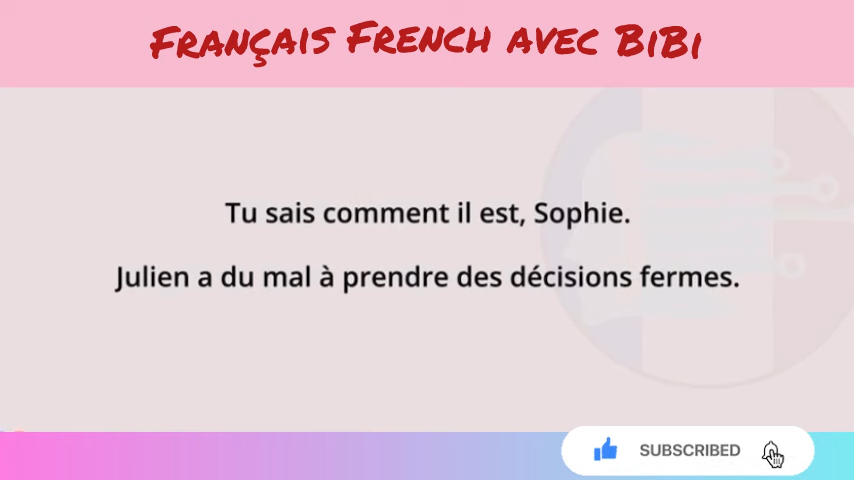 Français French avec BiBi
Tu sais comment il est, Sophie.
Julien a du mal à prendre des décisions fermes.
SUBSCRIBED